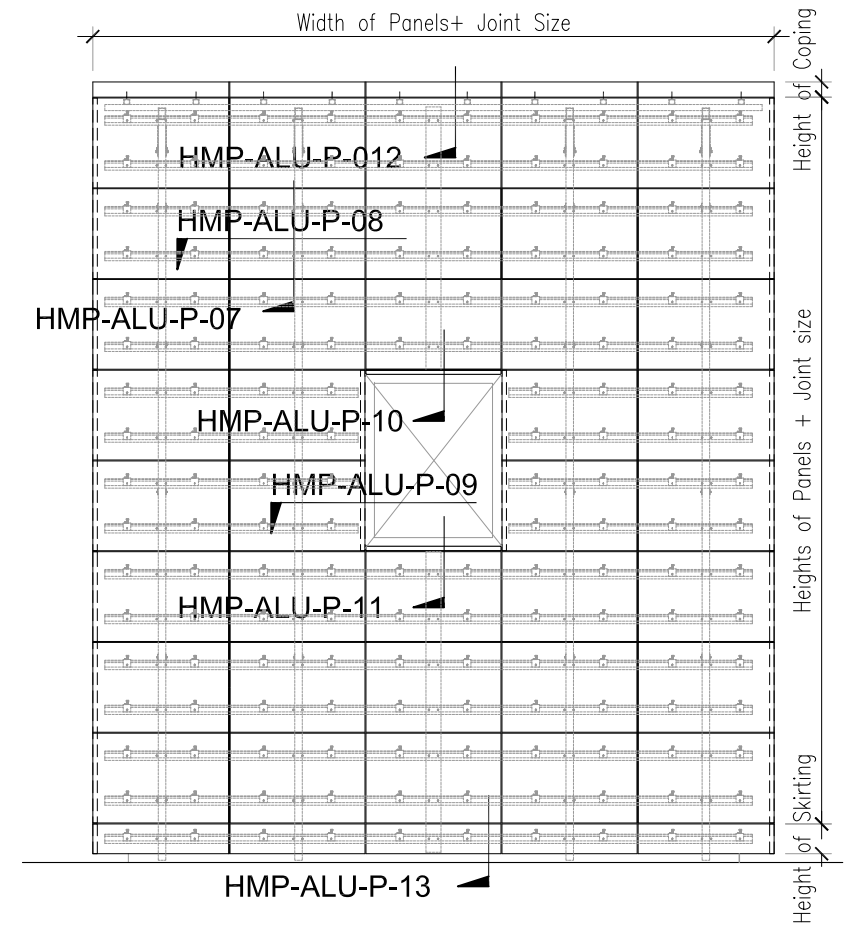 Width of Panels+ Joint Size
Height of Coping
HMP-ALU-P-012
HMP-ALU-P-08
HMP-ALU-P-07
Heights of Panels + Joint size
HMP-ALU-P-10
HMP-ALU-P-09
HMP-ALU-P-11
Height of Skirting
HMP-ALU-P-13